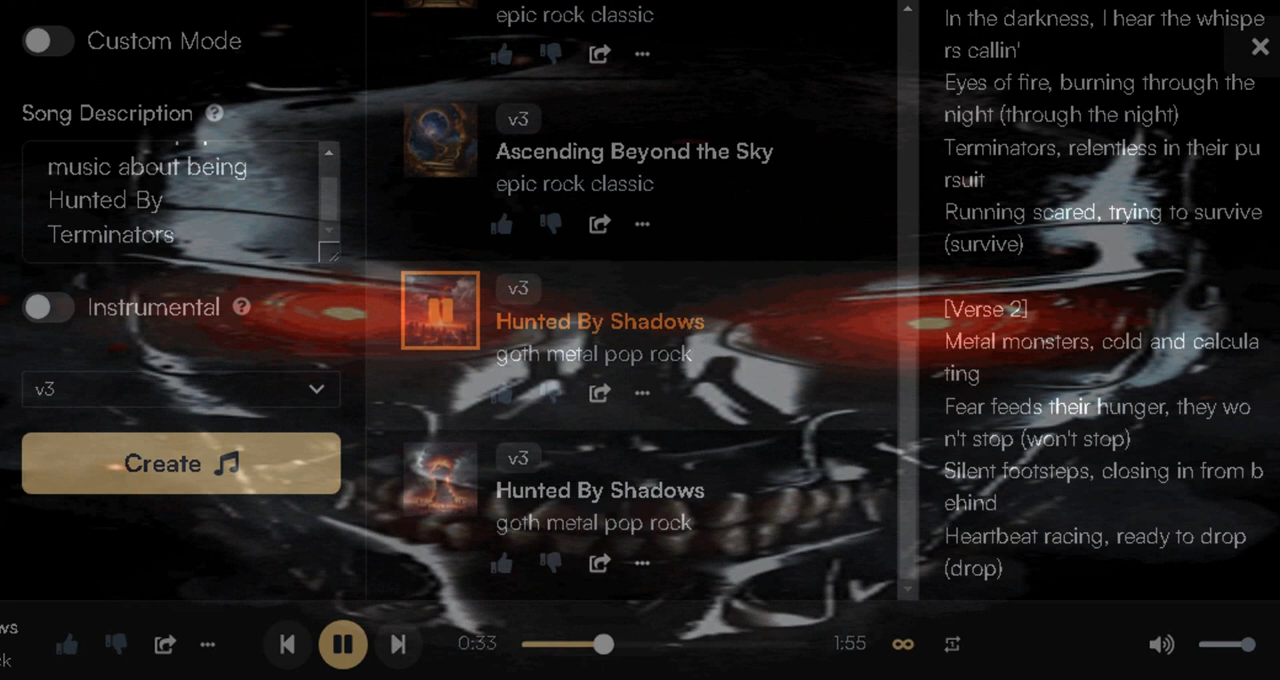 Custom Mode
Song Description
music about being
Hunted By
Terminators
Instrumental
v3
Create
epic rock classic
v3
Ascending Beyond the Sky
epic rock classic
v3
Hunted By Shadows
goth metal pop rock
v3
Hunted By Shadows
goth metal pop rock
In the darkness, I hear the whispe
rs callin'
Eyes of fire, burning through the
night (through the night)
Terminators, relentless in their pu
rsuit
Running scared, trying to survive
(survive)
[Verse 2]
Metal monsters, cold and calcula
ting
Fear feeds their hunger, they wo
n't stop (won't stop)
Silent footsteps, closing in from b
ehind
Heartbeat racing, ready to drop
(drop)
ws
ck
0:33
1:55